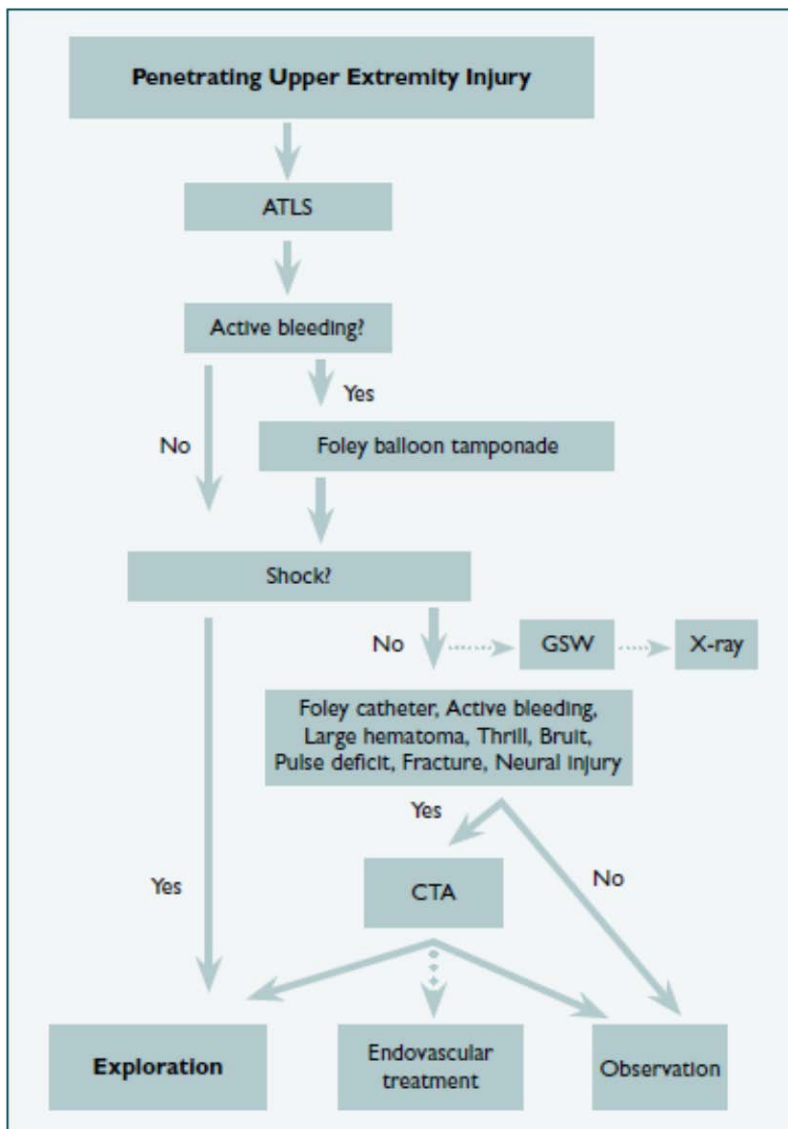 Penetrating Upper Extremity Injury
ATLS
Active bleeding?
Yes
No
Foley balloon tamponade
Shock?
No
GSW
X-ray
Foley catheter, Active bleeding,
Large hematoma, Thrill, Bruit,
Pulse deficit, Fracture, Neural injury
Yes
No
Yes
CTA
Exploration
Endovascular
treatment
Observation